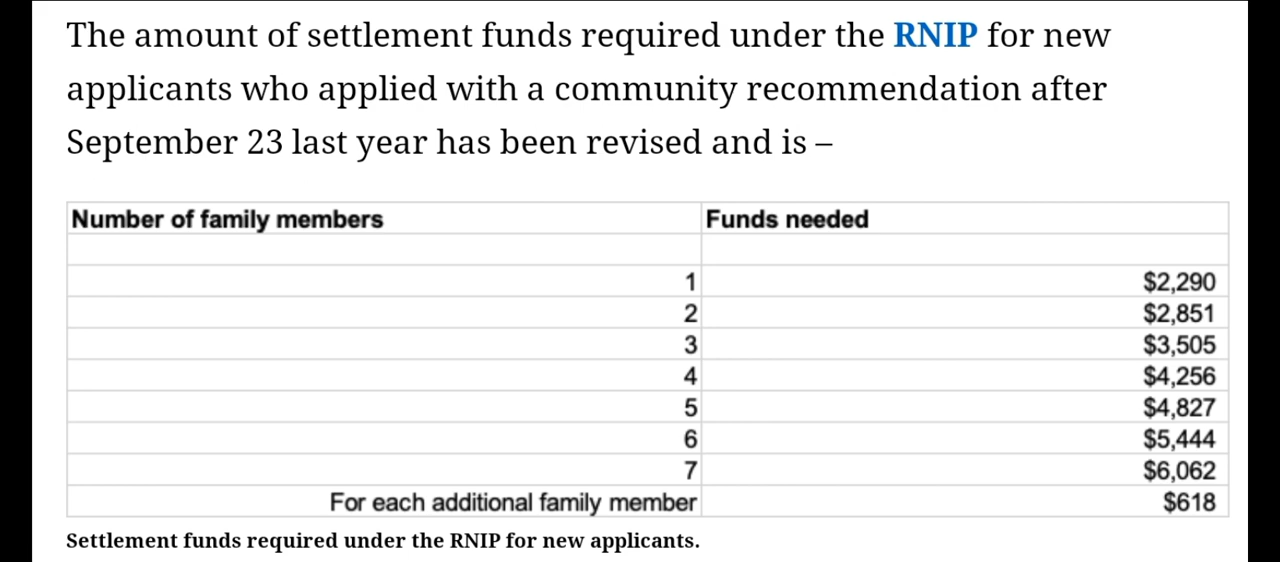 The amount of settlement funds required under the RNIP for new
applicants who applied with a community recommendation after
September 23 last year has been revised and is –
Number of family members Funds needed
1 $2,290
2 $2,851
3 $3,505
4 $4,256
5 $4,827
6 $5,444
7 $6,062
For each additional family member $618
Settlement funds required under the RNIP for new applicants.